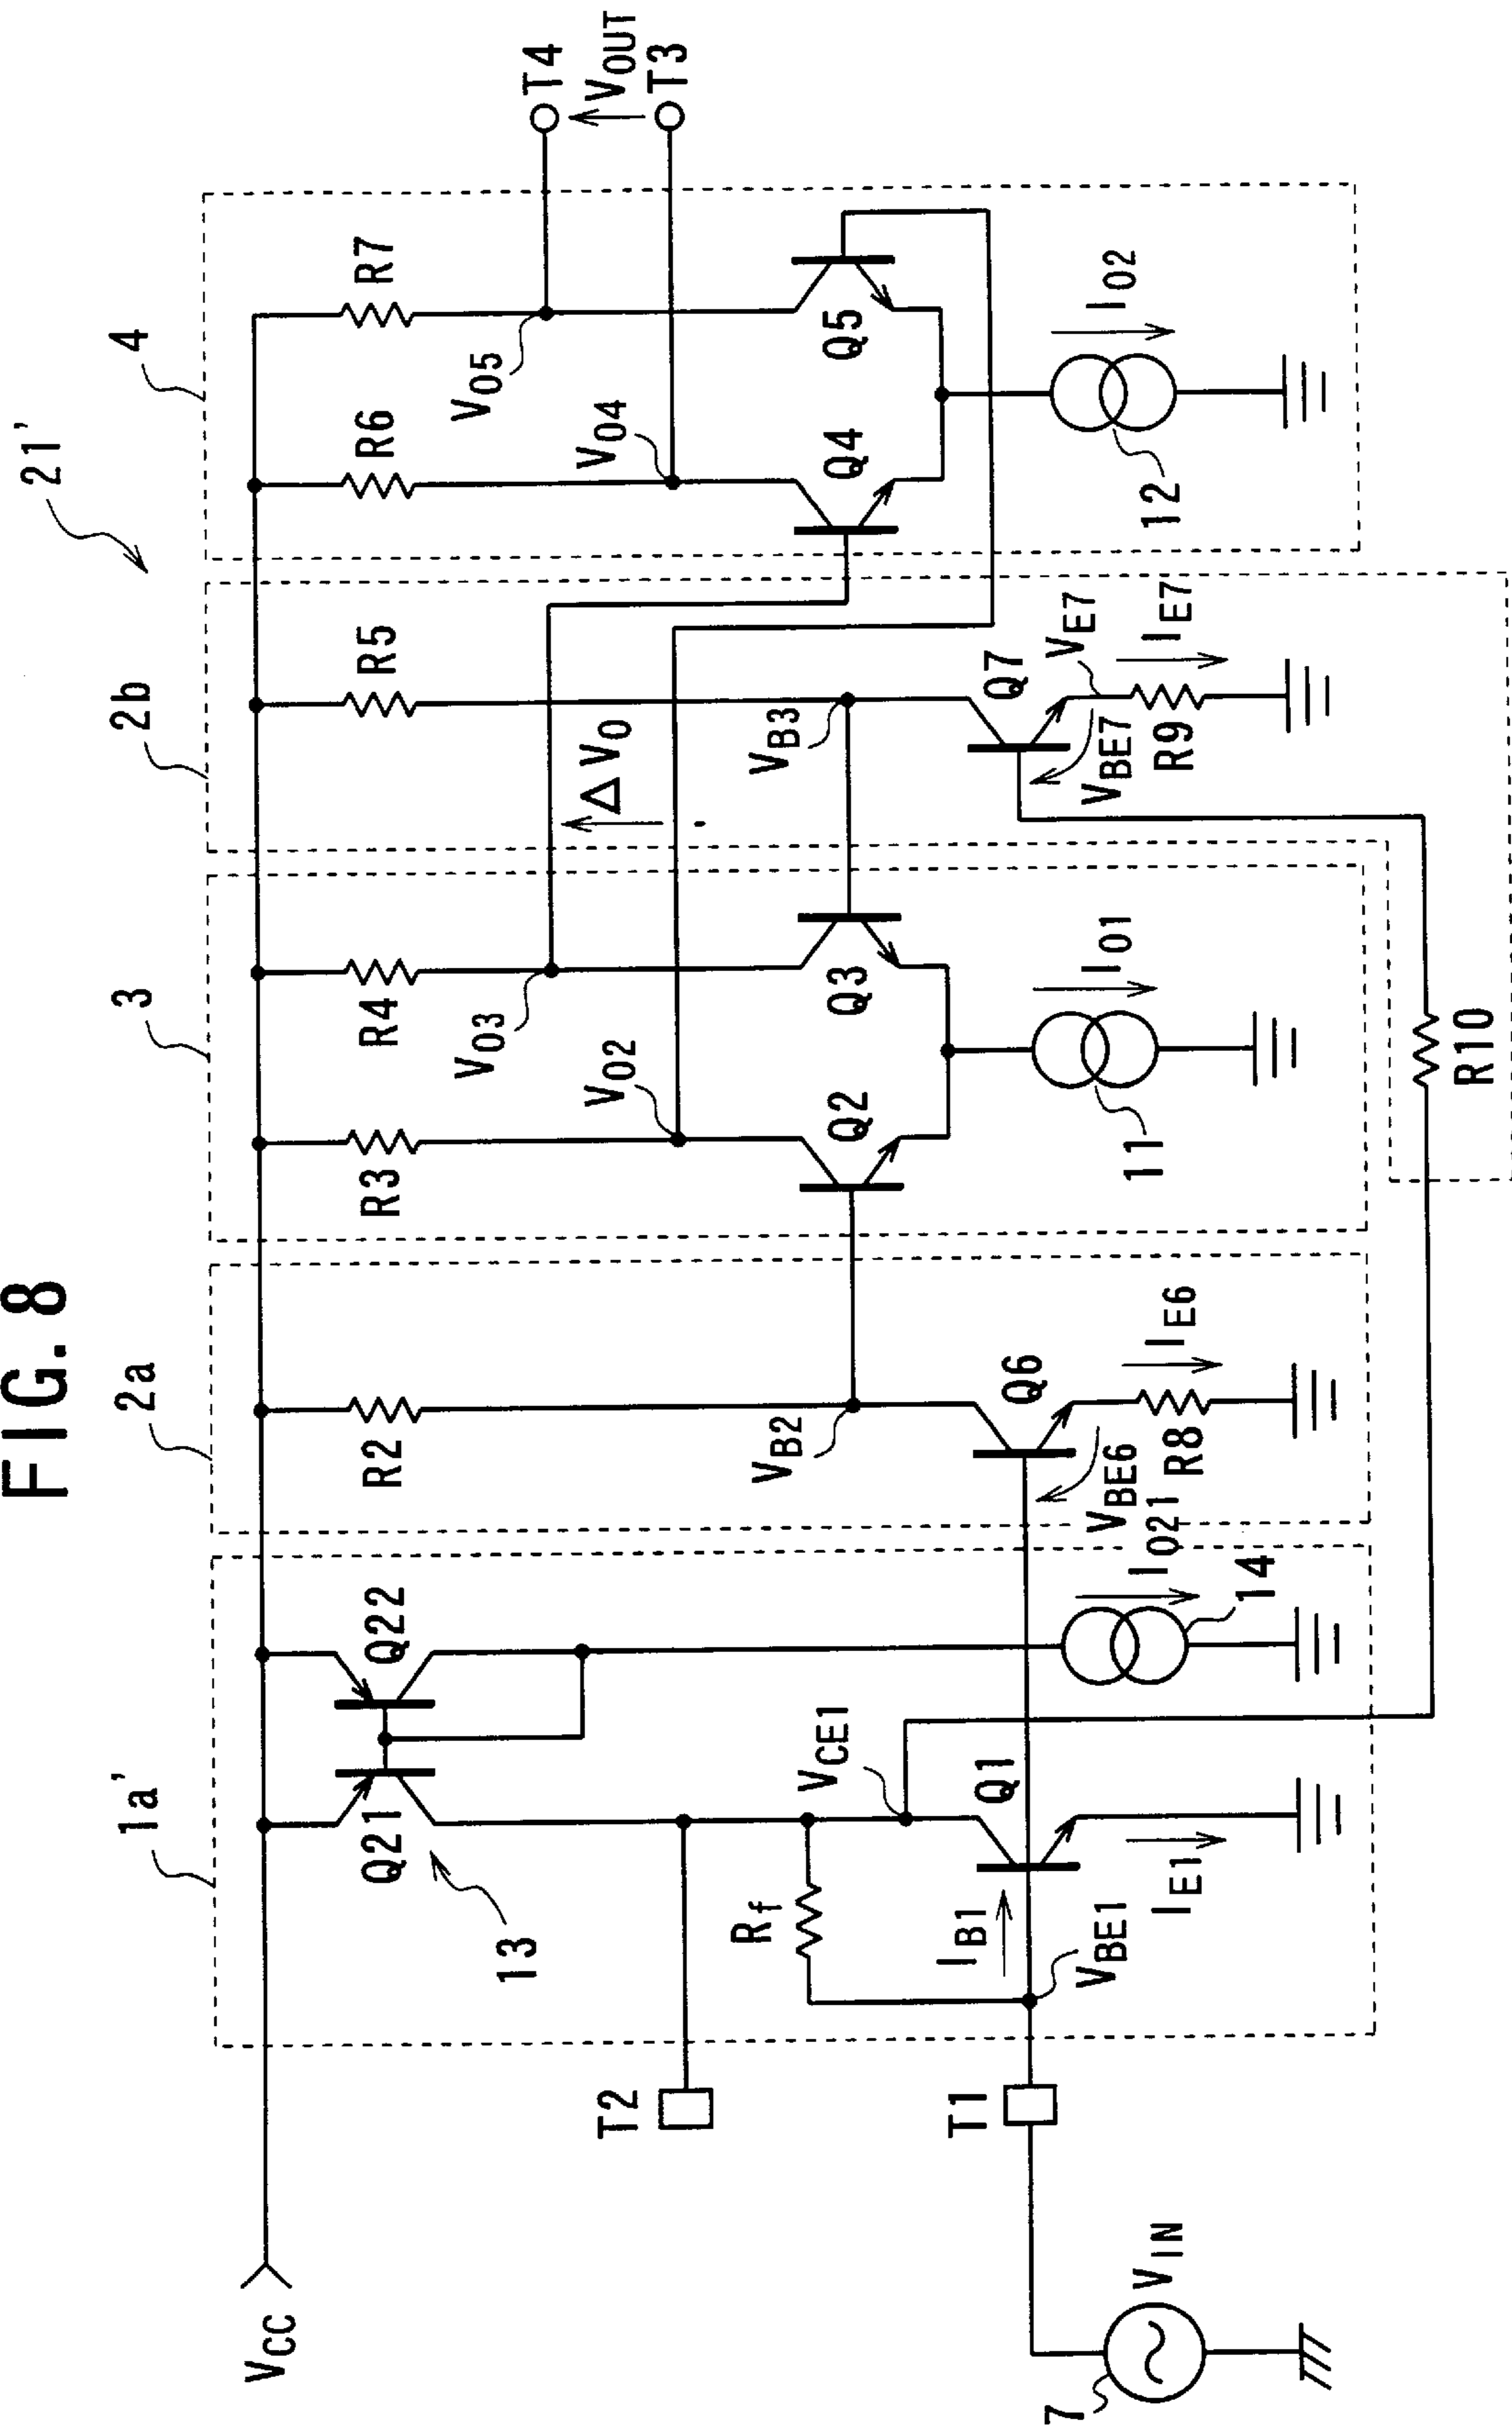 FIG. 8
21'
1a'
2a
3
2b
4
VCC
Q21
Q22
R2
R3
R4
R5
R6
R7
13
T2
Rf
VCE1
VB2
VO2
VO3
ΔVO
VB3
VO4
VO5
T4
VOUT
T3
T1
IB1
Q1
VBE1
IE1
IO21
14
Q6
VBE6
R8
IE6
Q2
Q3
11
IO1
Q7
VE7
VBE7
R9
IE7
Q4
Q5
12
IO2
R10
7
VIN